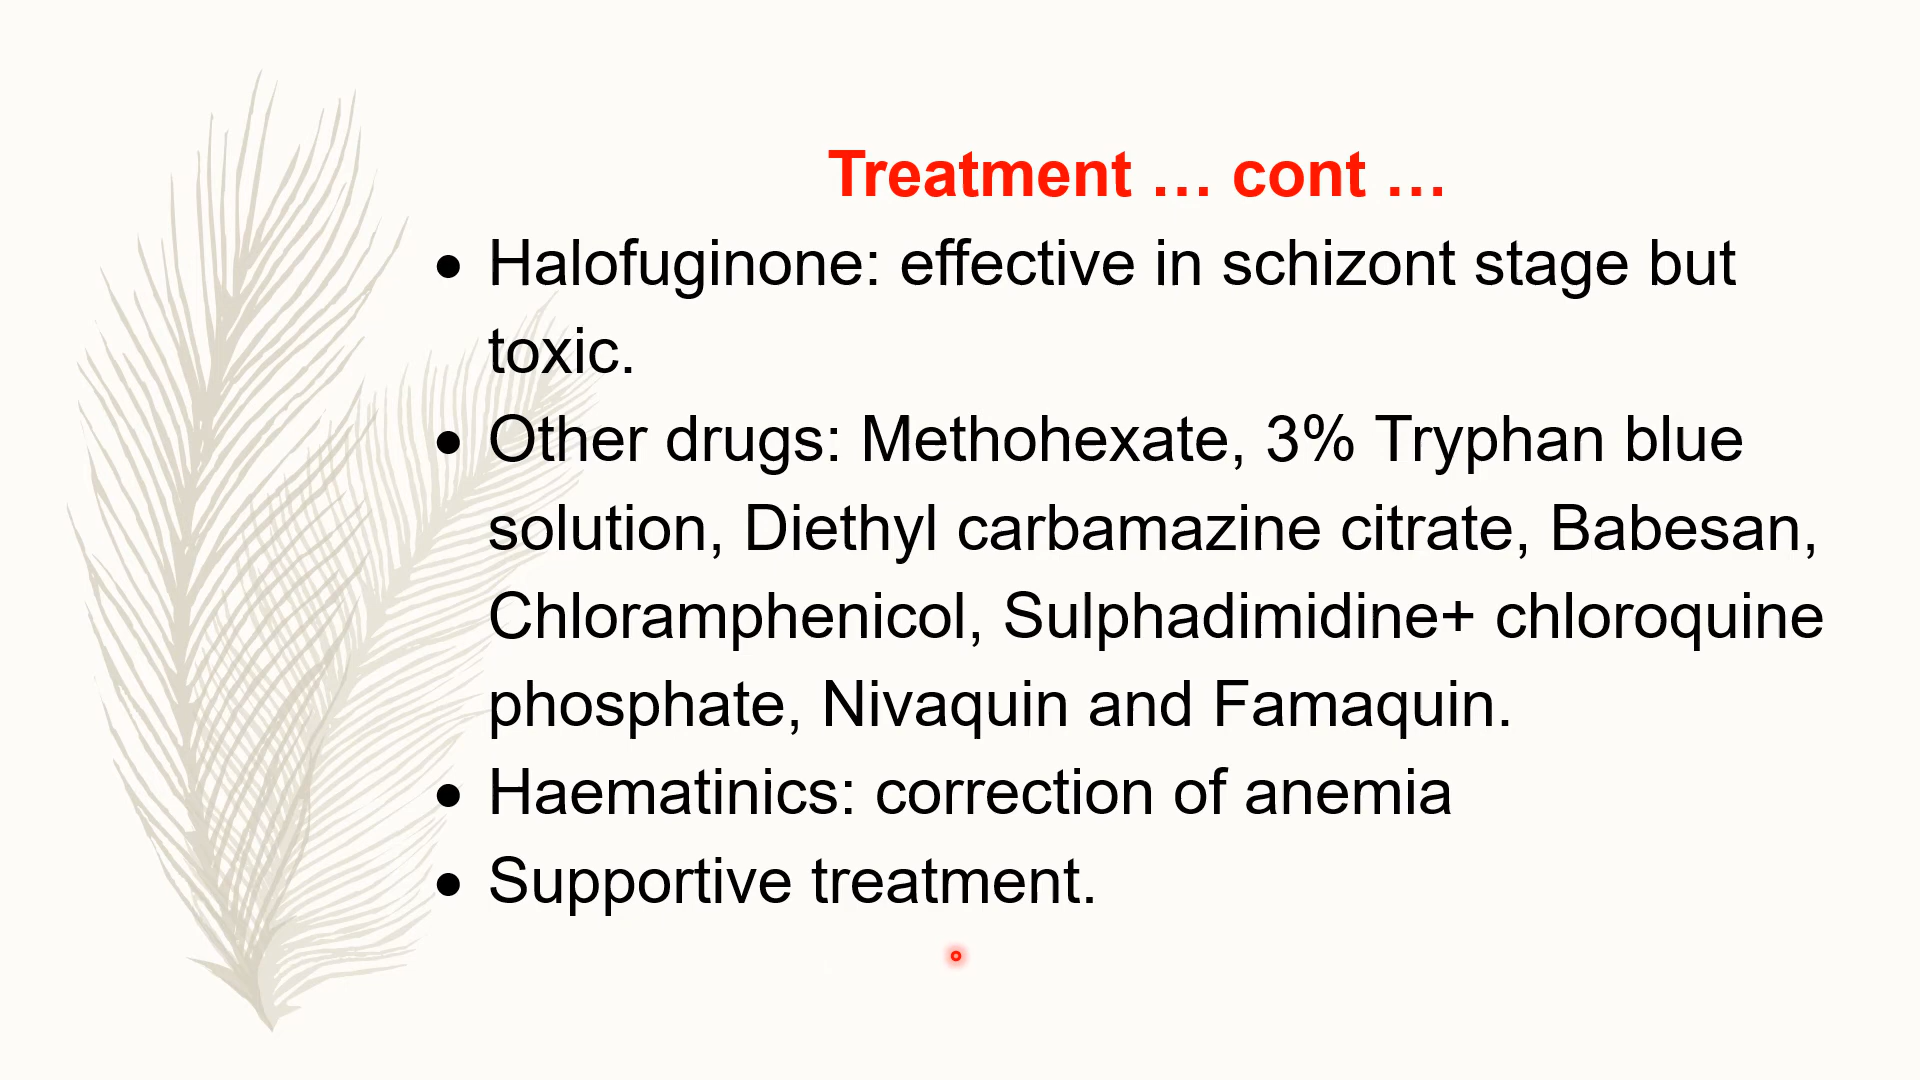 Treatment … cont …
• Halofuginone: effective in schizont stage but
toxic.
• Other drugs: Methohexate, 3% Tryphan blue
solution, Diethyl carbamazine citrate, Babesan,
Chloramphenicol, Sulphadimidine+ chloroquine
phosphate, Nivaquin and Famaquin.
• Haematinics: correction of anemia
• Supportive treatment.